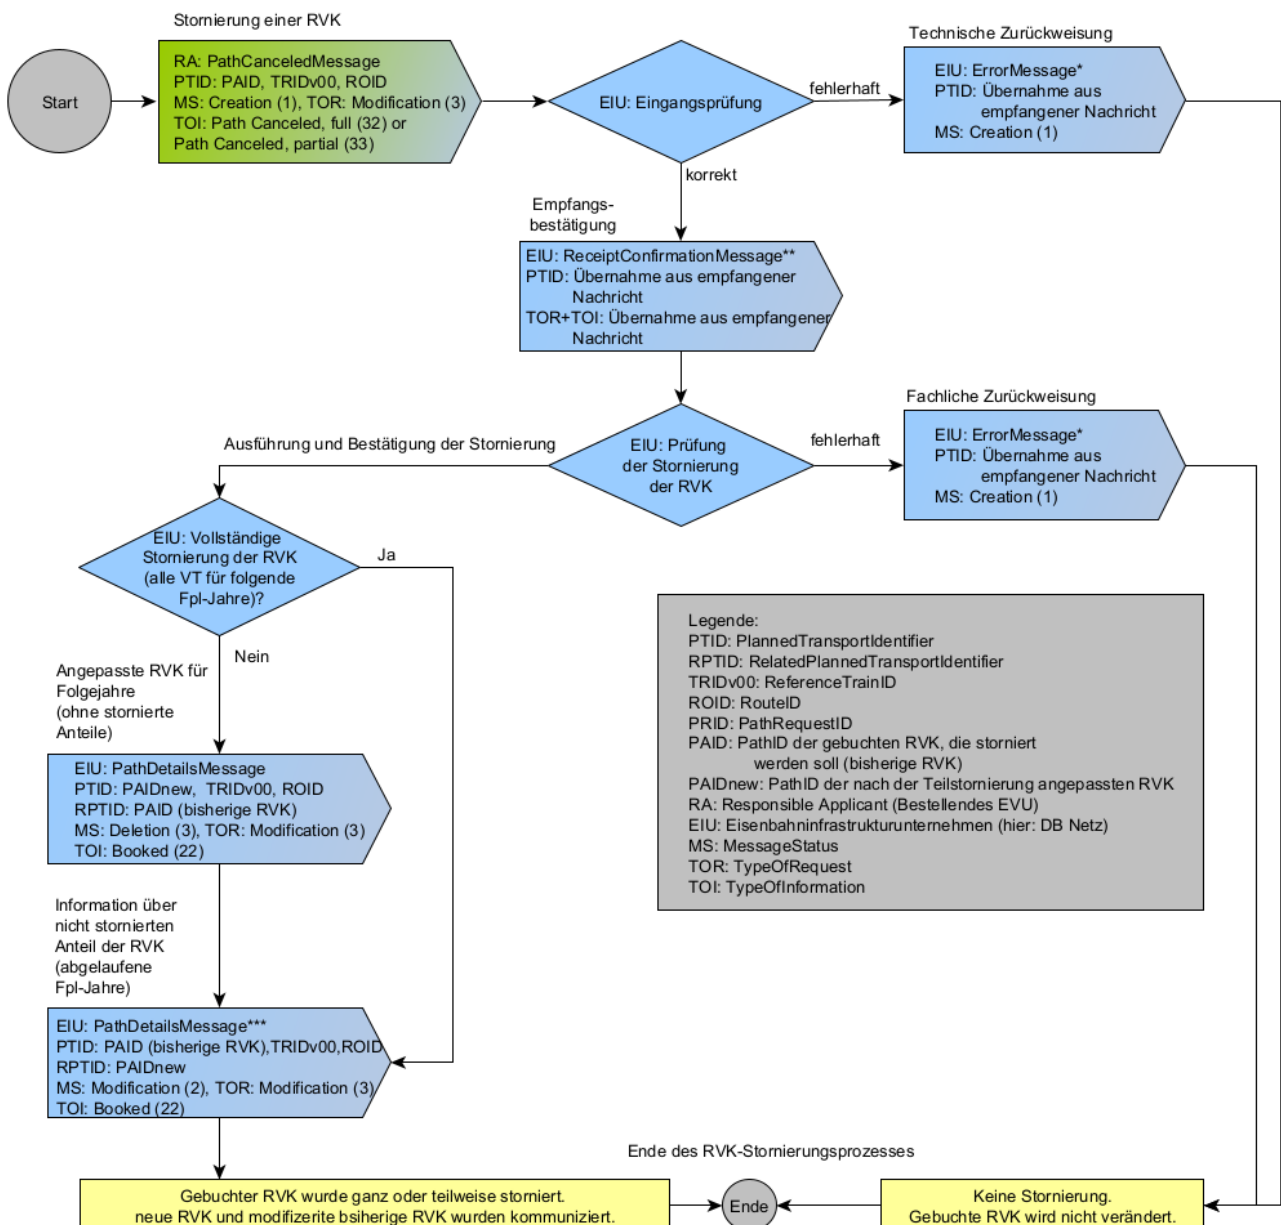 Stornierung einer RVK
Start
RA: PathCanceledMessage
PTID: PAID, TRIDv00, ROID
MS: Creation (1), TOR: Modification (3)
TOI: Path Canceled, full (32) or
Path Canceled, partial (33)
EIU: Eingangsprüfung
fehlerhaft
Technische Zurückweisung
EIU: ErrorMessage*
PTID: Übernahme aus
empfangener Nachricht
MS: Creation (1)
korrekt
Empfangs-
bestätigung
EIU: ReceiptConfirmationMessage**
PTID: Übernahme aus empfangener
Nachricht
TOR+TOI: Übernahme aus empfangener
Nachricht
EIU: Prüfung
der Stornierung
der RVK
fehlerhaft
Fachliche Zurückweisung
EIU: ErrorMessage*
PTID: Übernahme aus
empfangener Nachricht
MS: Creation (1)
Ausführung und Bestätigung der Stornierung
EIU: Vollständige
Stornierung der RVK
(alle VT für folgende
Fpl-Jahre)?
Ja
Nein
Angepasste RVK für
Folgejahre
(ohne stornierte
Anteile)
EIU: PathDetailsMessage
PTID: PAIDnew, TRIDv00, ROID
RPTID: PAID (bisherige RVK)
MS: Deletion (3), TOR: Modification (3)
TOI: Booked (22)
Information über
nicht stornierten
Anteil der RVK
(abgelaufene
Fpl-Jahre)
EIU: PathDetailsMessage***
PTID: PAID (bisherige RVK),TRIDv00,ROID
RPTID: PAIDnew
MS: Modification (2), TOR: Modification (3)
TOI: Booked (22)
Legende:
PTID: PlannedTransportIdentifier
RPTID: RelatedPlannedTransportIdentifier
TRIDv00: ReferenceTrainID
ROID: RouteID
PRID: PathRequestID
PAID: PathID der gebuchten RVK, die storniert
werden soll (bisherige RVK)
PAIDnew: PathID der nach der Teilstornierung angepassten RVK
RA: Responsible Applicant (Bestellendes EVU)
EIU: Eisenbahninfrastrukturunternehmen (hier: DB Netz)
MS: MessageStatus
TOR: TypeOfRequest
TOI: TypeOfInformation
Ende des RVK-Stornierungsprozesses
Gebuchter RVK wurde ganz oder teilweise storniert.
neue RVK und modifizerite bsiherige RVK wurden kommuniziert.
Ende
Keine Stornierung.
Gebuchte RVK wird nicht verändert.